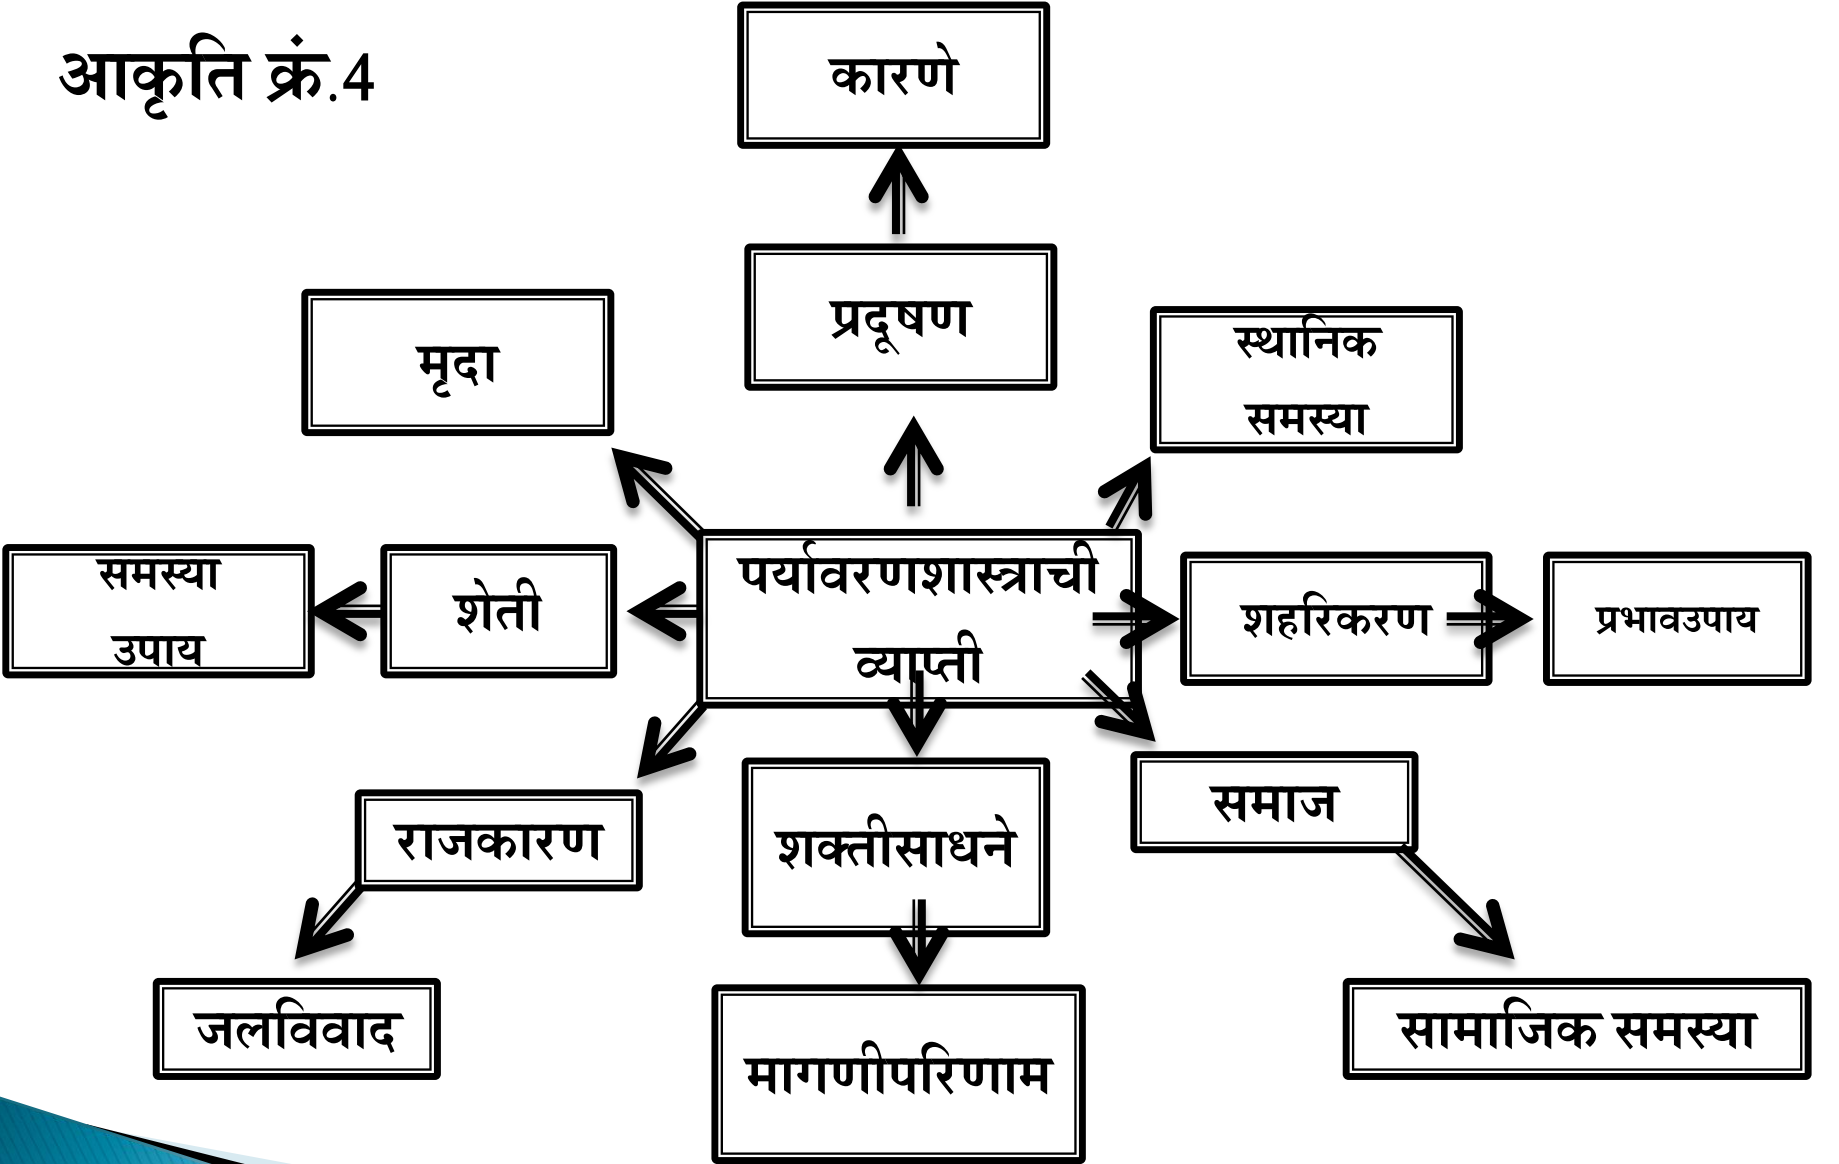 आकृति क्रं.4
कारणे
प्रदूषण
मृदा
स्थानिक
समस्या
पर्यावरणशास्त्राची
व्याप्ती
समस्या
उपाय
शेती
शहरिकरण
प्रभावउपाय
राजकारण
शक्तीसाधने
समाज
जलविवाद
मागणीपरिणाम
सामाजिक समस्या